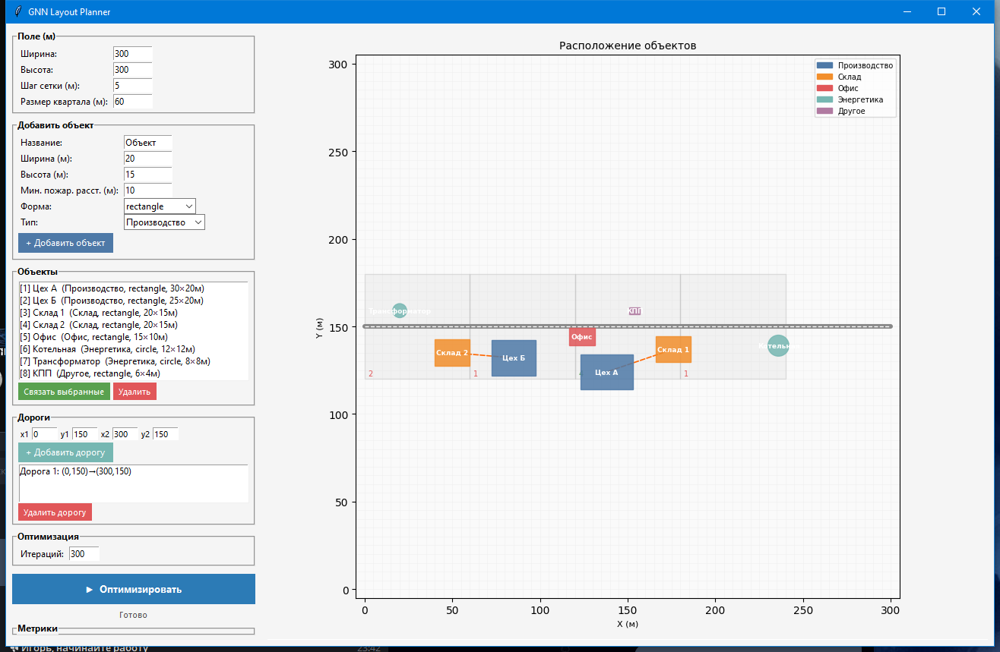 GNN Layout Planner
Поле (м)
Ширина: 300
Высота: 300
Шаг сетки (м): 5
Размер квартала (м): 60
Добавить объект
Название: Объект
Ширина (м): 20
Высота (м): 15
Мин. пожар. расст. (м): 10
Форма: rectangle
Тип: Производство
+ Добавить объект
Объекты
[1] Цех А (Производство, rectangle, 30×20м)
[2] Цех Б (Производство, rectangle, 25×20м)
[3] Склад 1 (Склад, rectangle, 20×15м)
[4] Склад 2 (Склад, rectangle, 20×15м)
[5] Офис (Офис, rectangle, 15×10м)
[6] Котельная (Энергетика, circle, 12×12м)
[7] Трансформатор (Энергетика, circle, 8×8м)
[8] КПП (Другое, rectangle, 6×4м)
Связать выбранные Удалить
Дороги
x1 0 y1 150 x2 300 y2 150
+ Добавить дорогу
Дорога 1: (0,150)→(300,150)
Удалить дорогу
Оптимизация
Итераций: 300
► Оптимизировать
Готово
Метрики
Расположение объектов
Производство
Склад
Офис
Энергетика
Другое
300
250
200
150
100
50
0
Y (м)
Трансформатор КПП
Офис
Склад 2 Цех Б Склад 1
Цех А
2 1 4 1
0 50 100 150 200 250 300
X (м)
Игорь, начинайте работу 23:42